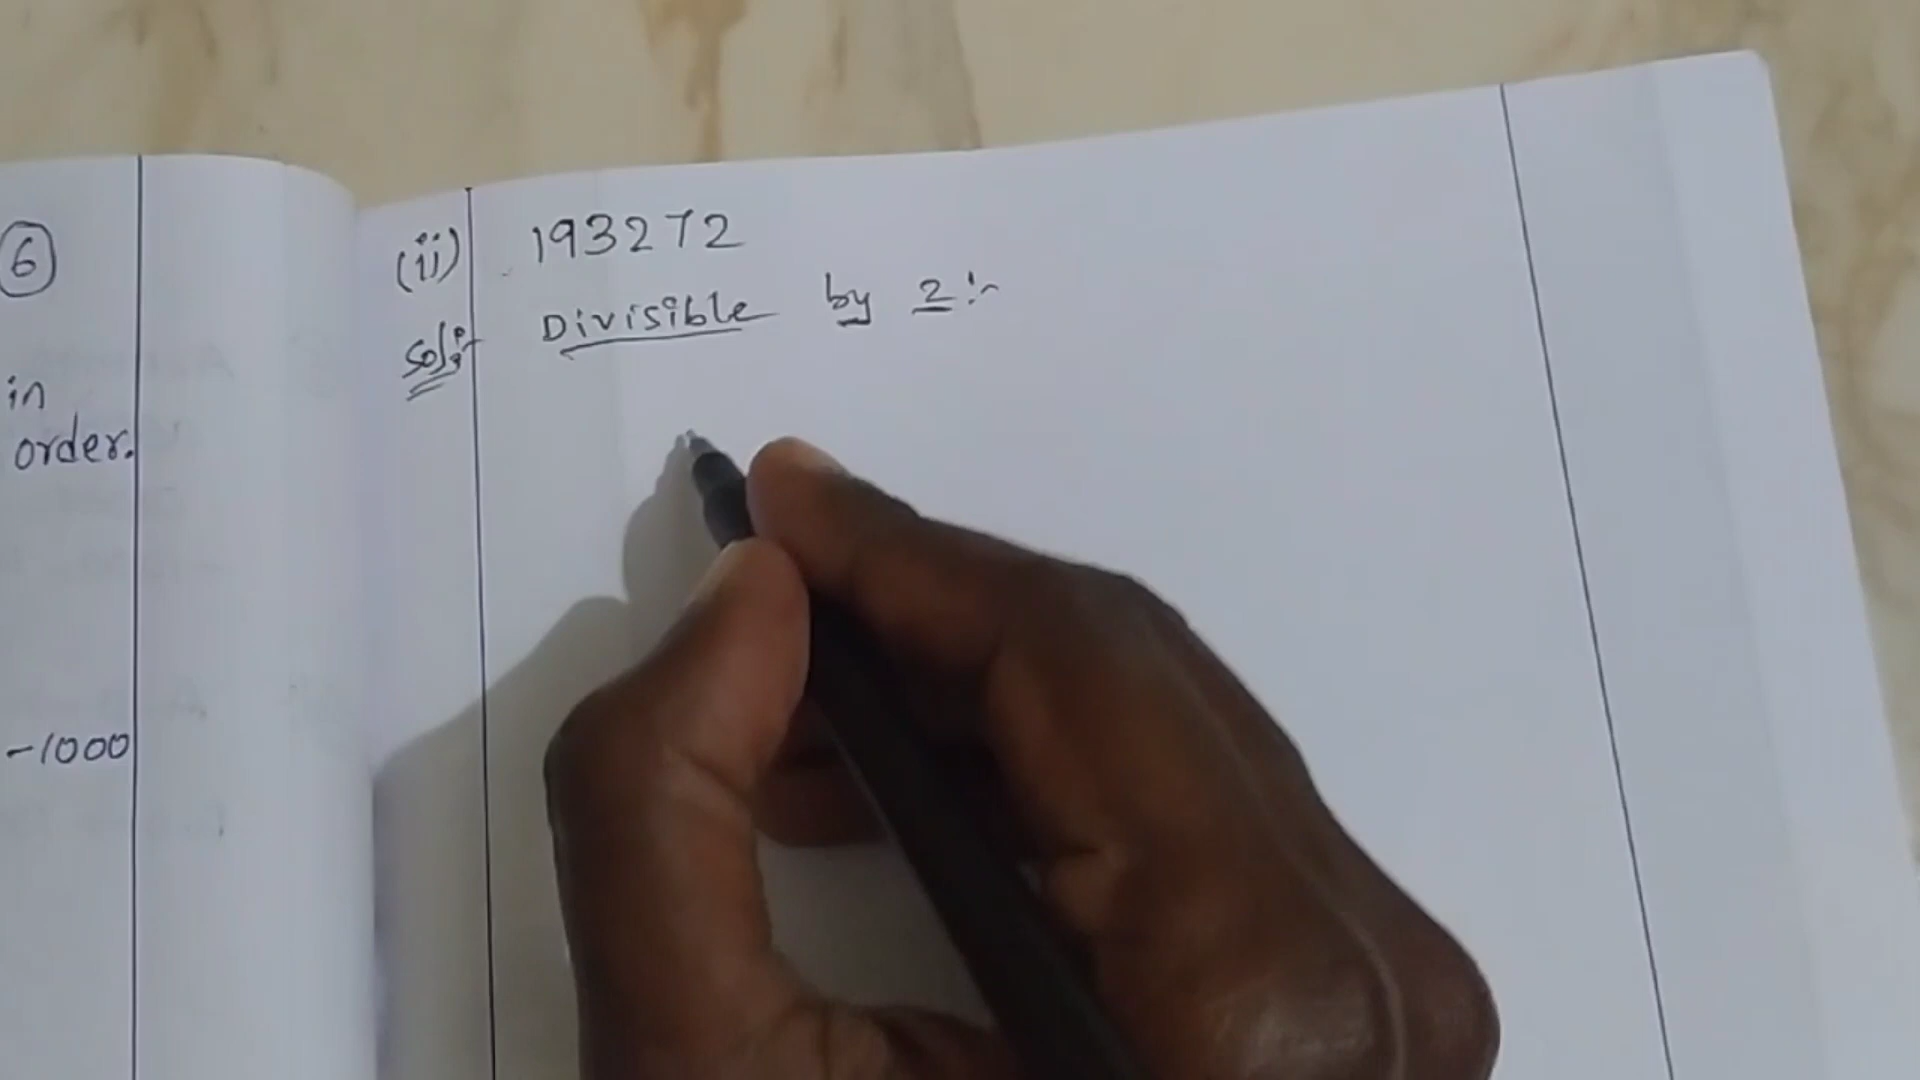 6
in
order.
-1000
(ii) 193272
Sol:- Divisible by 2:-